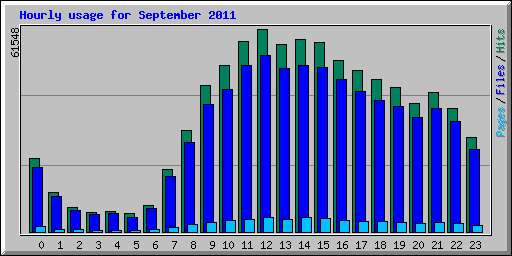 Hourly usage for September 2011
61548
Pages / Files / Hits
0 1 2 3 4 5 6 7 8 9 10 11 12 13 14 15 16 17 18 19 20 21 22 23